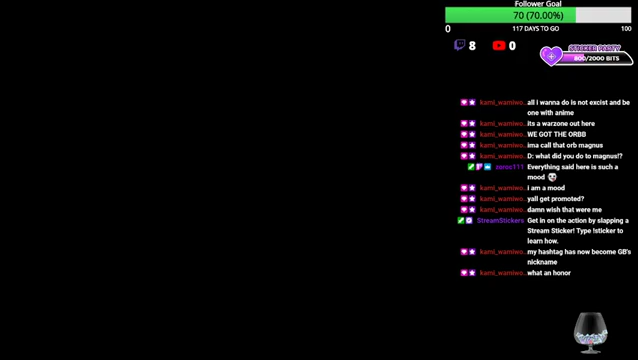 Follower Goal
70 (70.00%)
0
117 DAYS TO GO
100
8
0
STICKER PARTY
800/2000 BITS
kami_wamiwo.. all i wanna do is not excist and be
one with anime
kami_wamiwo.. its a warzone out here
kami_wamiwo.. WE GOT THE ORBB
kami_wamiwo.. ima call that orb magnus
kami_wamiwo.. D: what did you do to magnus!?
zoroc111 Everything said here is such a
mood
kami_wamiwo.. i am a mood
kami_wamiwo.. yall get promoted?
kami_wamiwo.. damn wish that were me
StreamStickers Get in on the action by slapping a
Stream Sticker! Type !sticker to
learn how.
kami_wamiwo.. my hashtag has now become GB's
nickname
kami_wamiwo.. what an honor